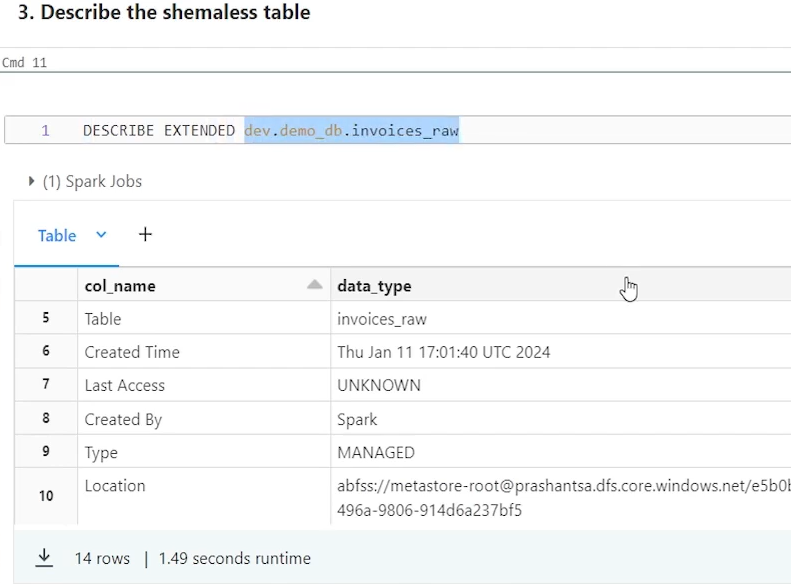 3. Describe the shemaless table
Cmd 11
1 DESCRIBE EXTENDED dev.demo_db.invoices_raw
(1) Spark Jobs
Table +
col_name data_type
5 Table invoices_raw
6 Created Time Thu Jan 11 17:01:40 UTC 2024
7 Last Access UNKNOWN
8 Created By Spark
9 Type MANAGED
10 Location abfss://metastore-root@prashantsa.dfs.core.windows.net/e5b0b
496a-9806-914d6a237bf5
14 rows | 1.49 seconds runtime